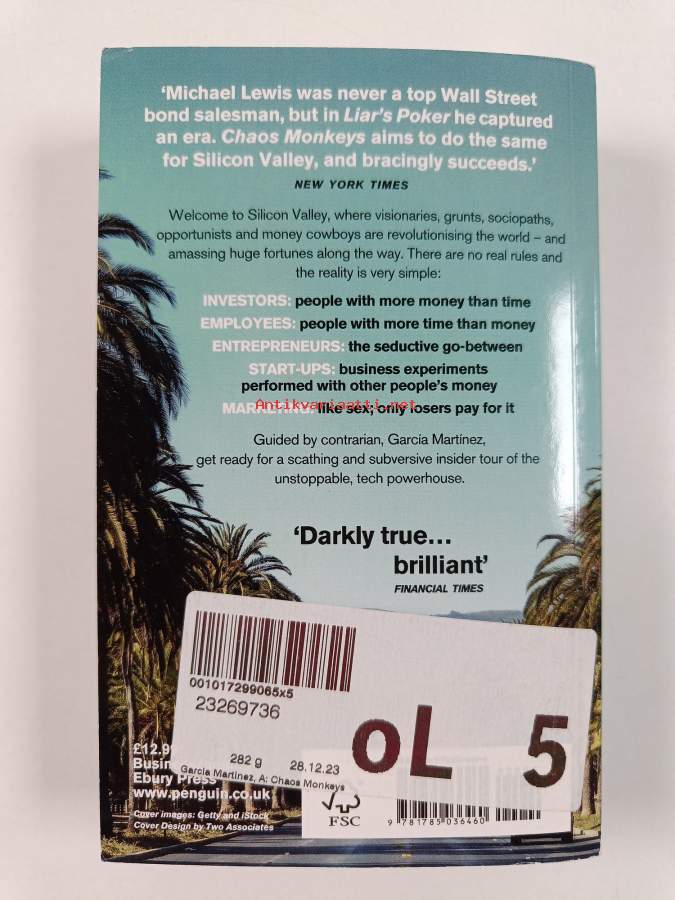 ‘Michael Lewis was never a top Wall Street
bond salesman, but in Liar’s Poker he captured
an era. Chaos Monkeys aims to do the same
for Silicon Valley, and bracingly succeeds.’
NEW YORK TIMES
Welcome to Silicon Valley, where visionaries, grunts, sociopaths,
opportunists and money cowboys are revolutionising the world – and
amassing huge fortunes along the way. There are no real rules and
the reality is very simple:
INVESTORS: people with more money than time
EMPLOYEES: people with more time than money
ENTREPRENEURS: the seductive go-between
START-UPS: business experiments
performed with other people’s money
MARKETING: like sex; only losers pay for it
Antikvariaatti.net
Guided by contrarian, García Martínez,
get ready for a scathing and subversive insider tour of the
unstoppable, tech powerhouse.
‘Darkly true…
brilliant’
FINANCIAL TIMES
001017299065x5
23269736
oL 5
282 g 28.12.23
Garcia Martinez, A: Chaos Monkeys
£12.99
Busin
Ebury Press
www.penguin.co.uk
Cover images: Getty and iStock
Cover Design by Two Associates
FSC
9 781785 036460